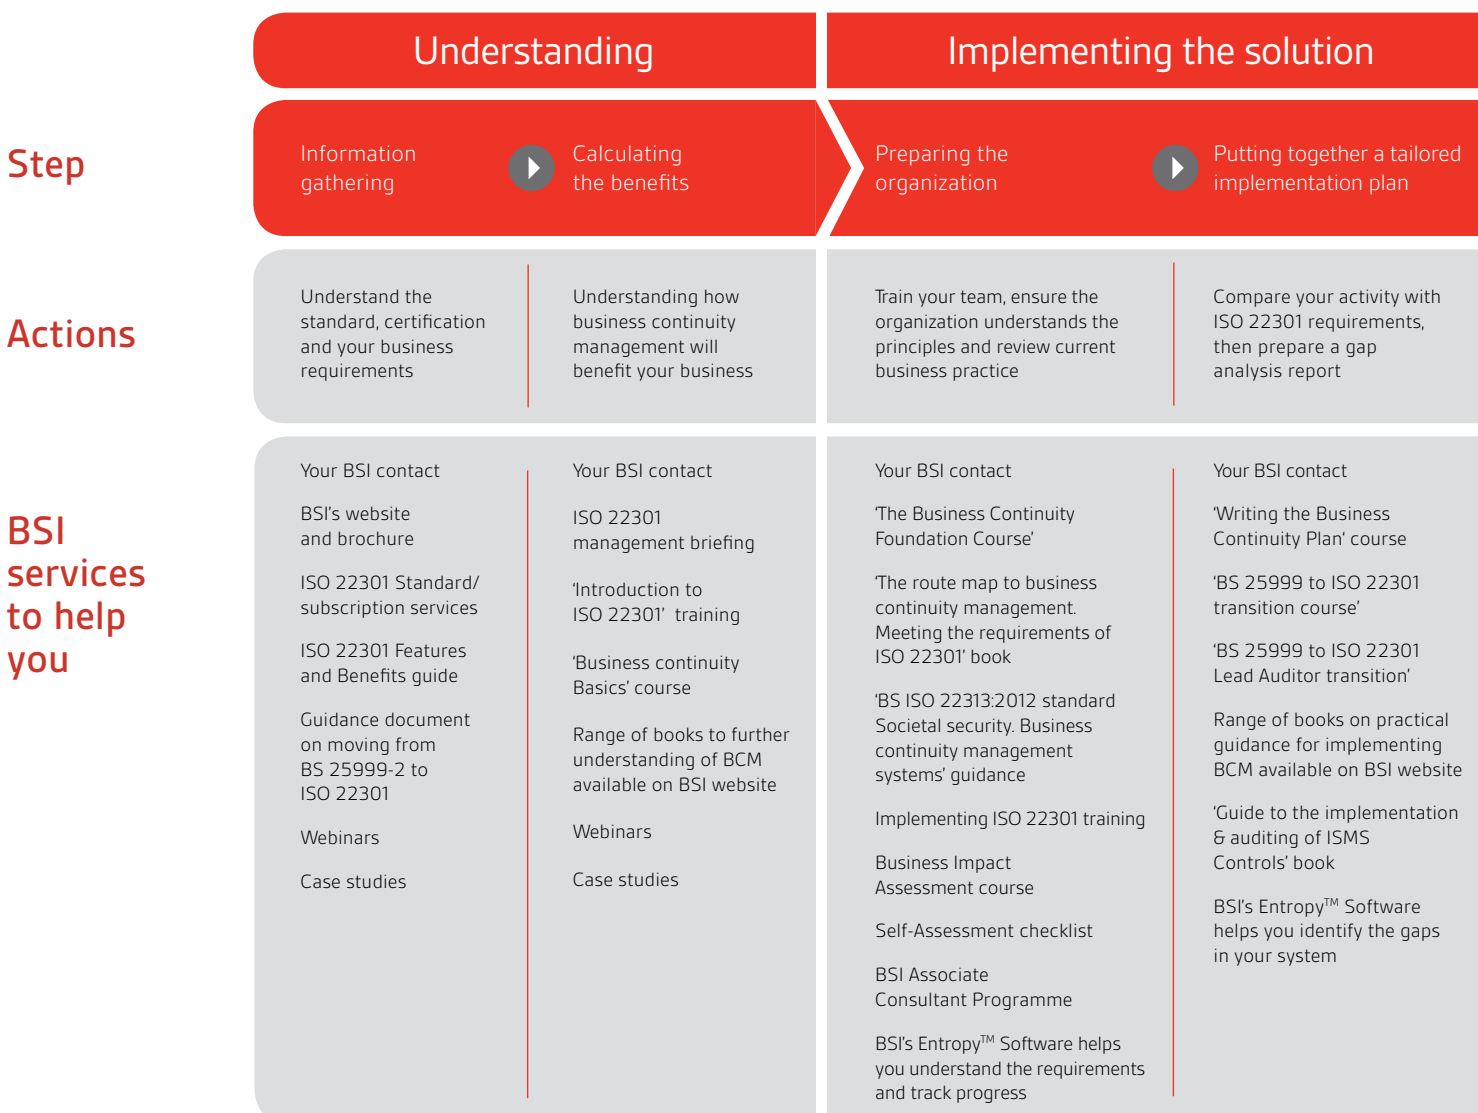 Understanding
Implementing the solution
Step
Information
gathering
Calculating
the benefits
Preparing the
organization
Putting together a tailored
implementation plan
Actions
Understand the
standard, certification
and your business
requirements
Understanding how
business continuity
management will
benefit your business
Train your team, ensure the
organization understands the
principles and review current
business practice
Compare your activity with
ISO 22301 requirements,
then prepare a gap
analysis report
BSI
services
to help
you
Your BSI contact
BSI's website
and brochure
ISO 22301 Standard/
subscription services
ISO 22301 Features
and Benefits guide
Guidance document
on moving from
BS 25999-2 to
ISO 22301
Webinars
Case studies
Your BSI contact
ISO 22301
management briefing
‘Introduction to
ISO 22301’ training
‘Business continuity
Basics’ course
Range of books to further
understanding of BCM
available on BSI website
Webinars
Case studies
Your BSI contact
‘The Business Continuity
Foundation Course’
‘The route map to business
continuity management.
Meeting the requirements of
ISO 22301’ book
‘BS ISO 22313:2012 standard
Societal security. Business
continuity management
systems’ guidance
Implementing ISO 22301 training
Business Impact
Assessment course
Self-Assessment checklist
BSI Associate
Consultant Programme
BSI's Entropy™ Software helps
you understand the requirements
and track progress
Your BSI contact
‘Writing the Business
Continuity Plan‘ course
‘BS 25999 to ISO 22301
transition course’
‘BS 25999 to ISO 22301
Lead Auditor transition’
Range of books on practical
guidance for implementing
BCM available on BSI website
‘Guide to the implementation
& auditing of ISMS
Controls’ book
BSI's Entropy™ Software
helps you identify the gaps
in your system